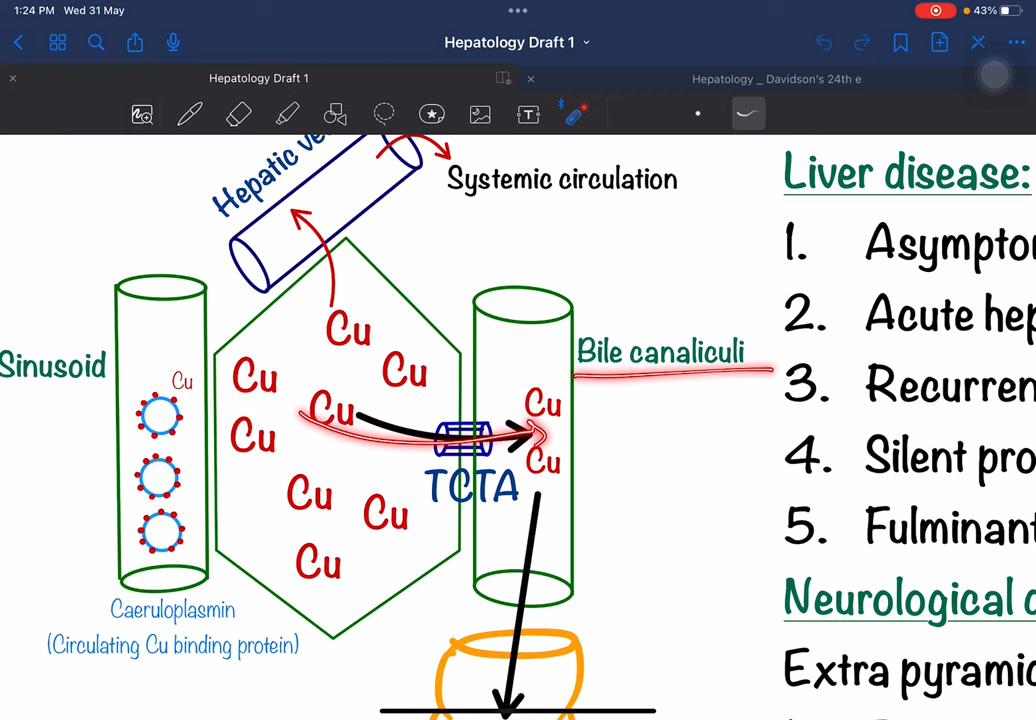 1:24 PM Wed 31 May
43%
Hepatology Draft 1
Hepatology Draft 1
Hepatology _ Davidson's 24th e
Hepatic ve
Systemic circulation
Sinusoid
Cu
Cu
Cu
Cu
Cu
Cu
Cu
Cu
Cu
TCTA
Cu
Cu
Bile canaliculi
Caeruloplasmin
(Circulating Cu binding protein)
Liver disease:
1. Asympto
2. Acute hep
3. Recurren
4. Silent pro
5. Fulminant
Neurological d
Extra pyramid